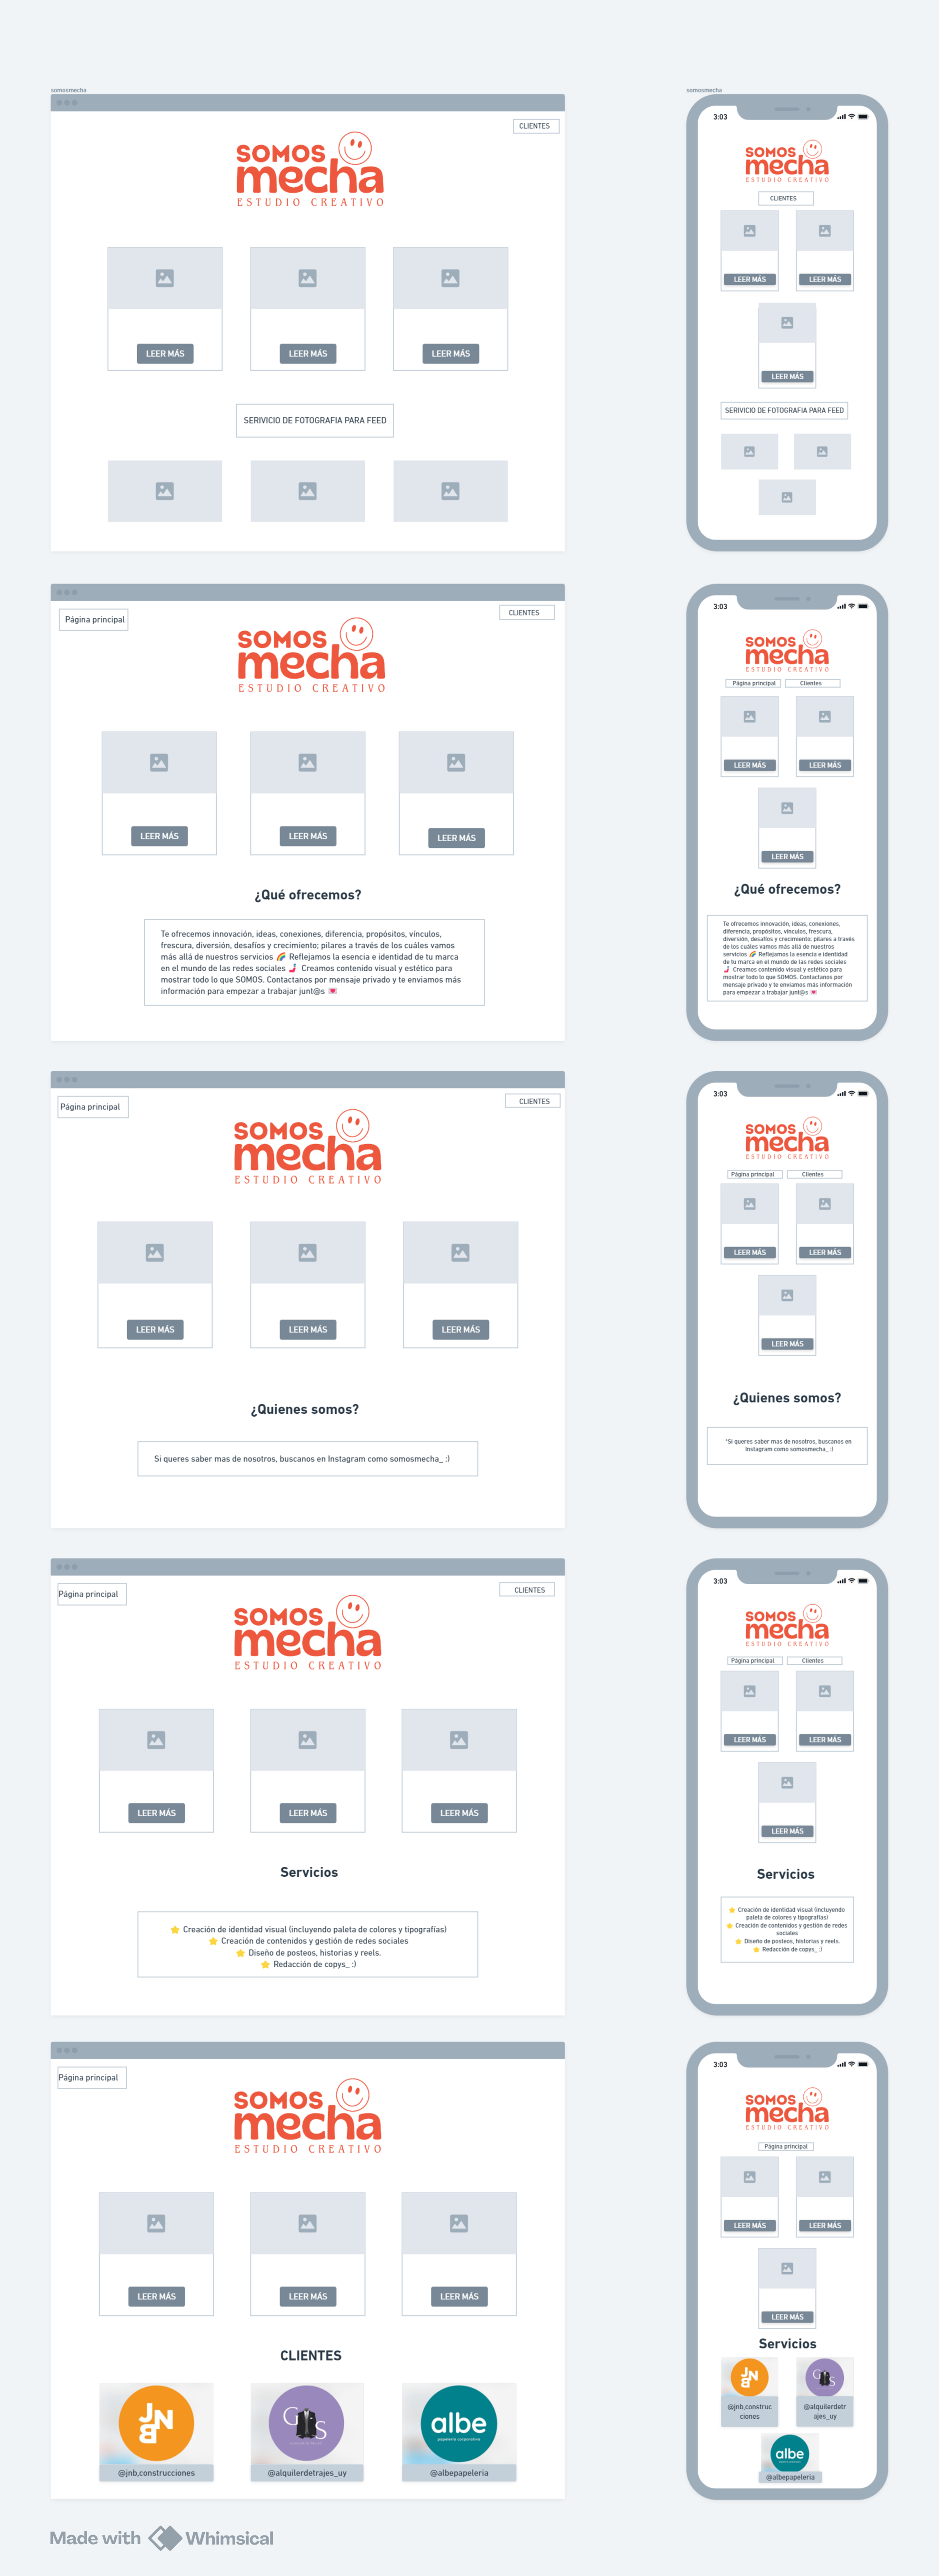 somosmecha
CLIENTES
SOMOS
mecha
ESTUDIO CREATIVO
LEER MÁS
LEER MÁS
LEER MÁS
SERIVICIO DE FOTOGRAFIA PARA FEED
somosmecha
3:03
SOMOS
mecha
ESTUDIO CREATIVO
CLIENTES
LEER MÁS
LEER MÁS
LEER MÁS
SERIVICIO DE FOTOGRAFIA PARA FEED
Página principal
CLIENTES
SOMOS
mecha
ESTUDIO CREATIVO
LEER MÁS
LEER MÁS
LEER MÁS
¿Qué ofrecemos?
Te ofrecemos innovación, ideas, conexiones, diferencia, propósitos, vínculos,
frescura, diversión, desafíos y crecimiento; pilares a través de los cuáles vamos
más allá de nuestros servicios 🌈 Reflejamos la esencia e identidad de tu marca
en el mundo de las redes sociales 🤳 Creamos contenido visual y estético para
mostrar todo lo que SOMOS. Contactanos por mensaje privado y te enviamos más
información para empezar a trabajar junt@s 💌
3:03
SOMOS
mecha
ESTUDIO CREATIVO
Página principal
Clientes
LEER MÁS
LEER MÁS
LEER MÁS
¿Qué ofrecemos?
Te ofrecemos innovación, ideas, conexiones,
diferencia, propósitos, vínculos, frescura,
diversión, desafíos y crecimiento; pilares a través
de los cuáles vamos más allá de nuestros
servicios 🌈 Reflejamos la esencia e identidad
de tu marca en el mundo de las redes sociales
🤳 Creamos contenido visual y estético para
mostrar todo lo que SOMOS. Contactanos por
mensaje privado y te enviamos más información
para empezar a trabajar junt@s 💌
Página principal
CLIENTES
SOMOS
mecha
ESTUDIO CREATIVO
LEER MÁS
LEER MÁS
LEER MÁS
¿Quienes somos?
Si queres saber mas de nosotros, buscanos en Instagram como somosmecha_ :)
3:03
SOMOS
mecha
ESTUDIO CREATIVO
Página principal
Clientes
LEER MÁS
LEER MÁS
LEER MÁS
¿Quienes somos?
"Si queres saber mas de nosotros, buscanos en
Instagram como somosmecha_ :)
Página principal
CLIENTES
SOMOS
mecha
ESTUDIO CREATIVO
LEER MÁS
LEER MÁS
LEER MÁS
Servicios
⭐ Creación de identidad visual (incluyendo paleta de colores y tipografías)
⭐ Creación de contenidos y gestión de redes sociales
⭐ Diseño de posteos, historias y reels.
⭐ Redacción de copys_ :)
3:03
SOMOS
mecha
ESTUDIO CREATIVO
Página principal
Clientes
LEER MÁS
LEER MÁS
LEER MÁS
Servicios
⭐ Creación de identidad visual (incluyendo
paleta de colores y tipografías)
⭐ Creación de contenidos y gestión de redes
sociales
⭐ Diseño de posteos, historias y reels.
⭐ Redacción de copys_ :)
Página principal
SOMOS
mecha
ESTUDIO CREATIVO
LEER MÁS
LEER MÁS
LEER MÁS
CLIENTES
JNB
GS
albe
papelería corporativa
@jnb,construcciones
@alquilerdetrajes_uy
@albepapeleria
3:03
SOMOS
mecha
ESTUDIO CREATIVO
Página principal
LEER MÁS
LEER MÁS
LEER MÁS
Servicios
JNB
GS
@jnb,construc
ciones
@alquilerdetr
ajes_uy
albe
@albepapeleria
Made with Whimsical